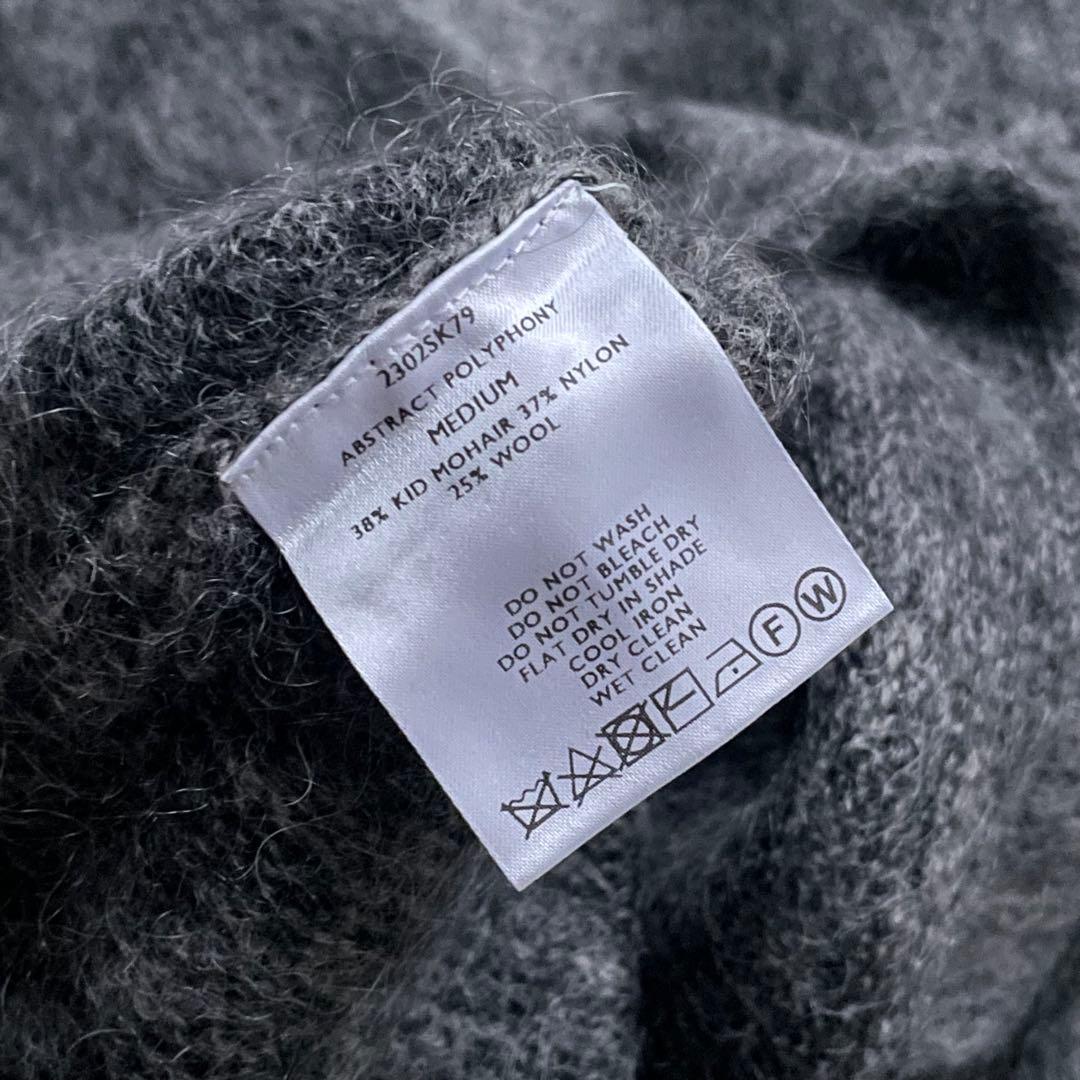 2302SK79
ABSTRACT POLYPHONY
MEDIUM
38% KID MOHAIR 37% NYLON
25% WOOL
DO NOT WASH
DO NOT BLEACH
DO NOT TUMBLE DRY
FLAT DRY IN SHADE
COOL IRON
DRY CLEAN
WET CLEAN
F W